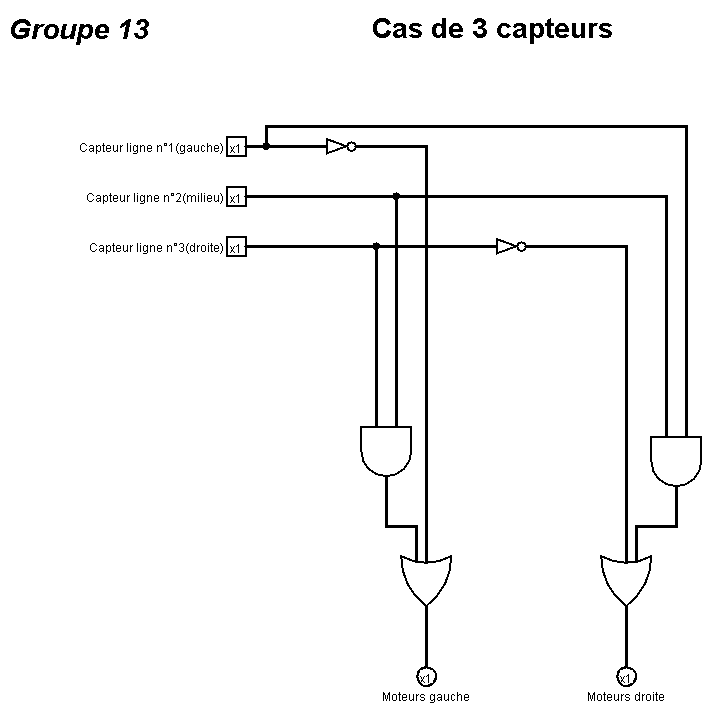 Groupe 13
Cas de 3 capteurs
Capteur ligne n°1(gauche) x1
Capteur ligne n°2(milieu) x1
Capteur ligne n°3(droite) x1
x1
Moteurs gauche
x1
Moteurs droite